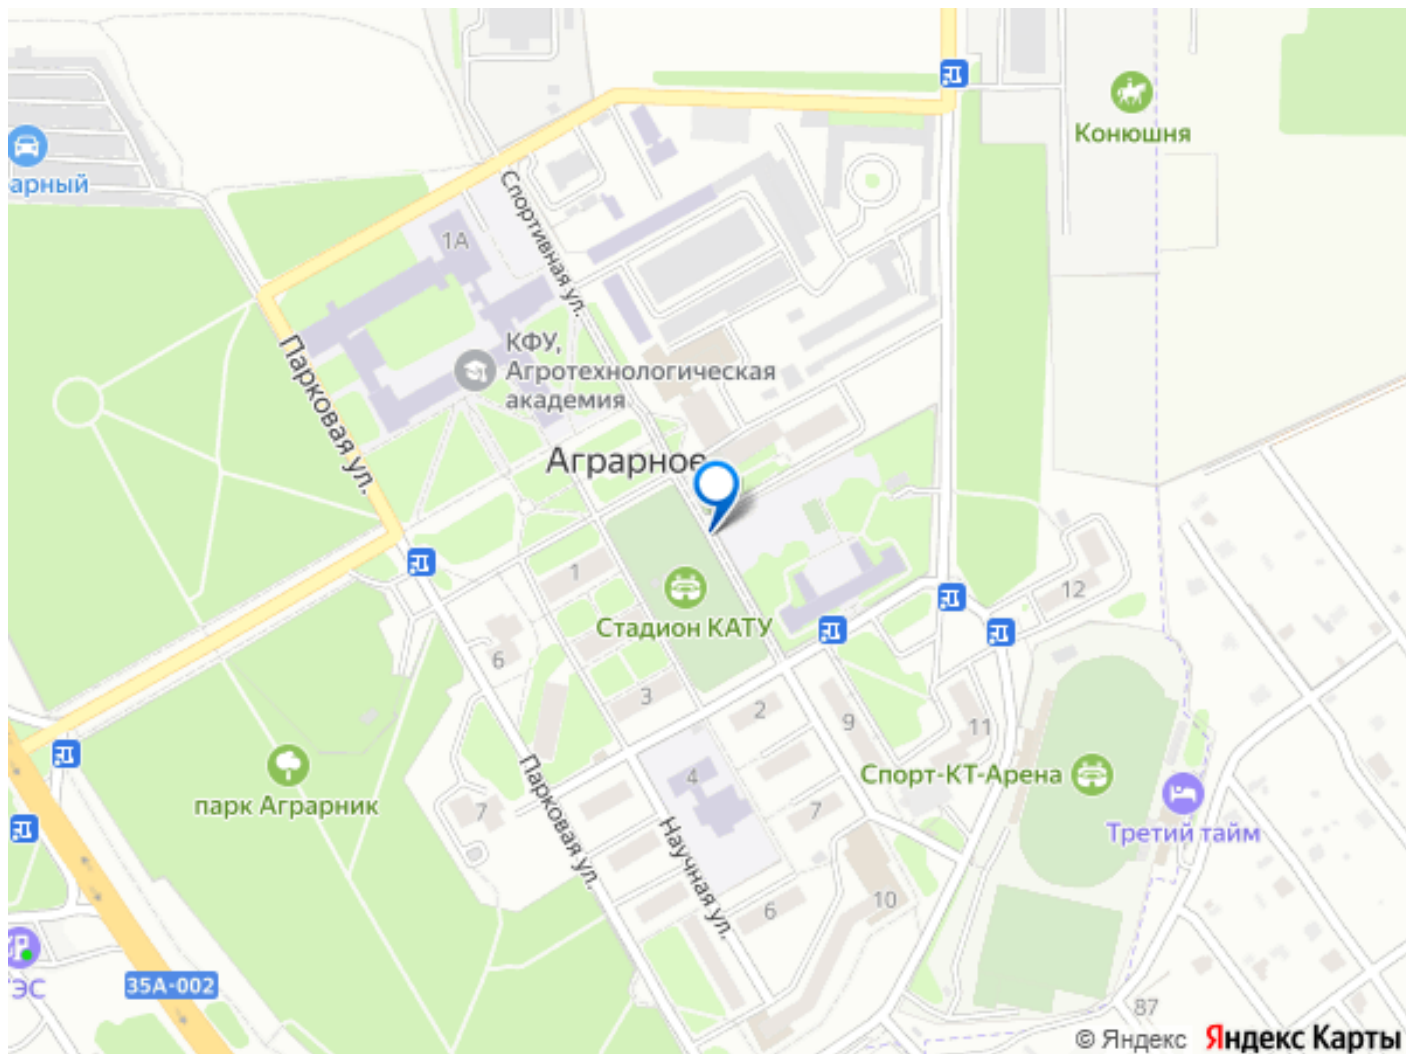 Конюшня
арный
Спортивная ул.
1А
КФУ,
Агротехнологическая
академия
Парковая ул.
Аграрное
1
12
Стадион КАТУ
6
3
2
9
11
Спорт-КТ-Арена
4
парк Аграрник
7
7
Третий тайм
Парковая ул.
Научная ул.
10
6
ЭС
35А-002
87
© Яндекс Яндекс Карты